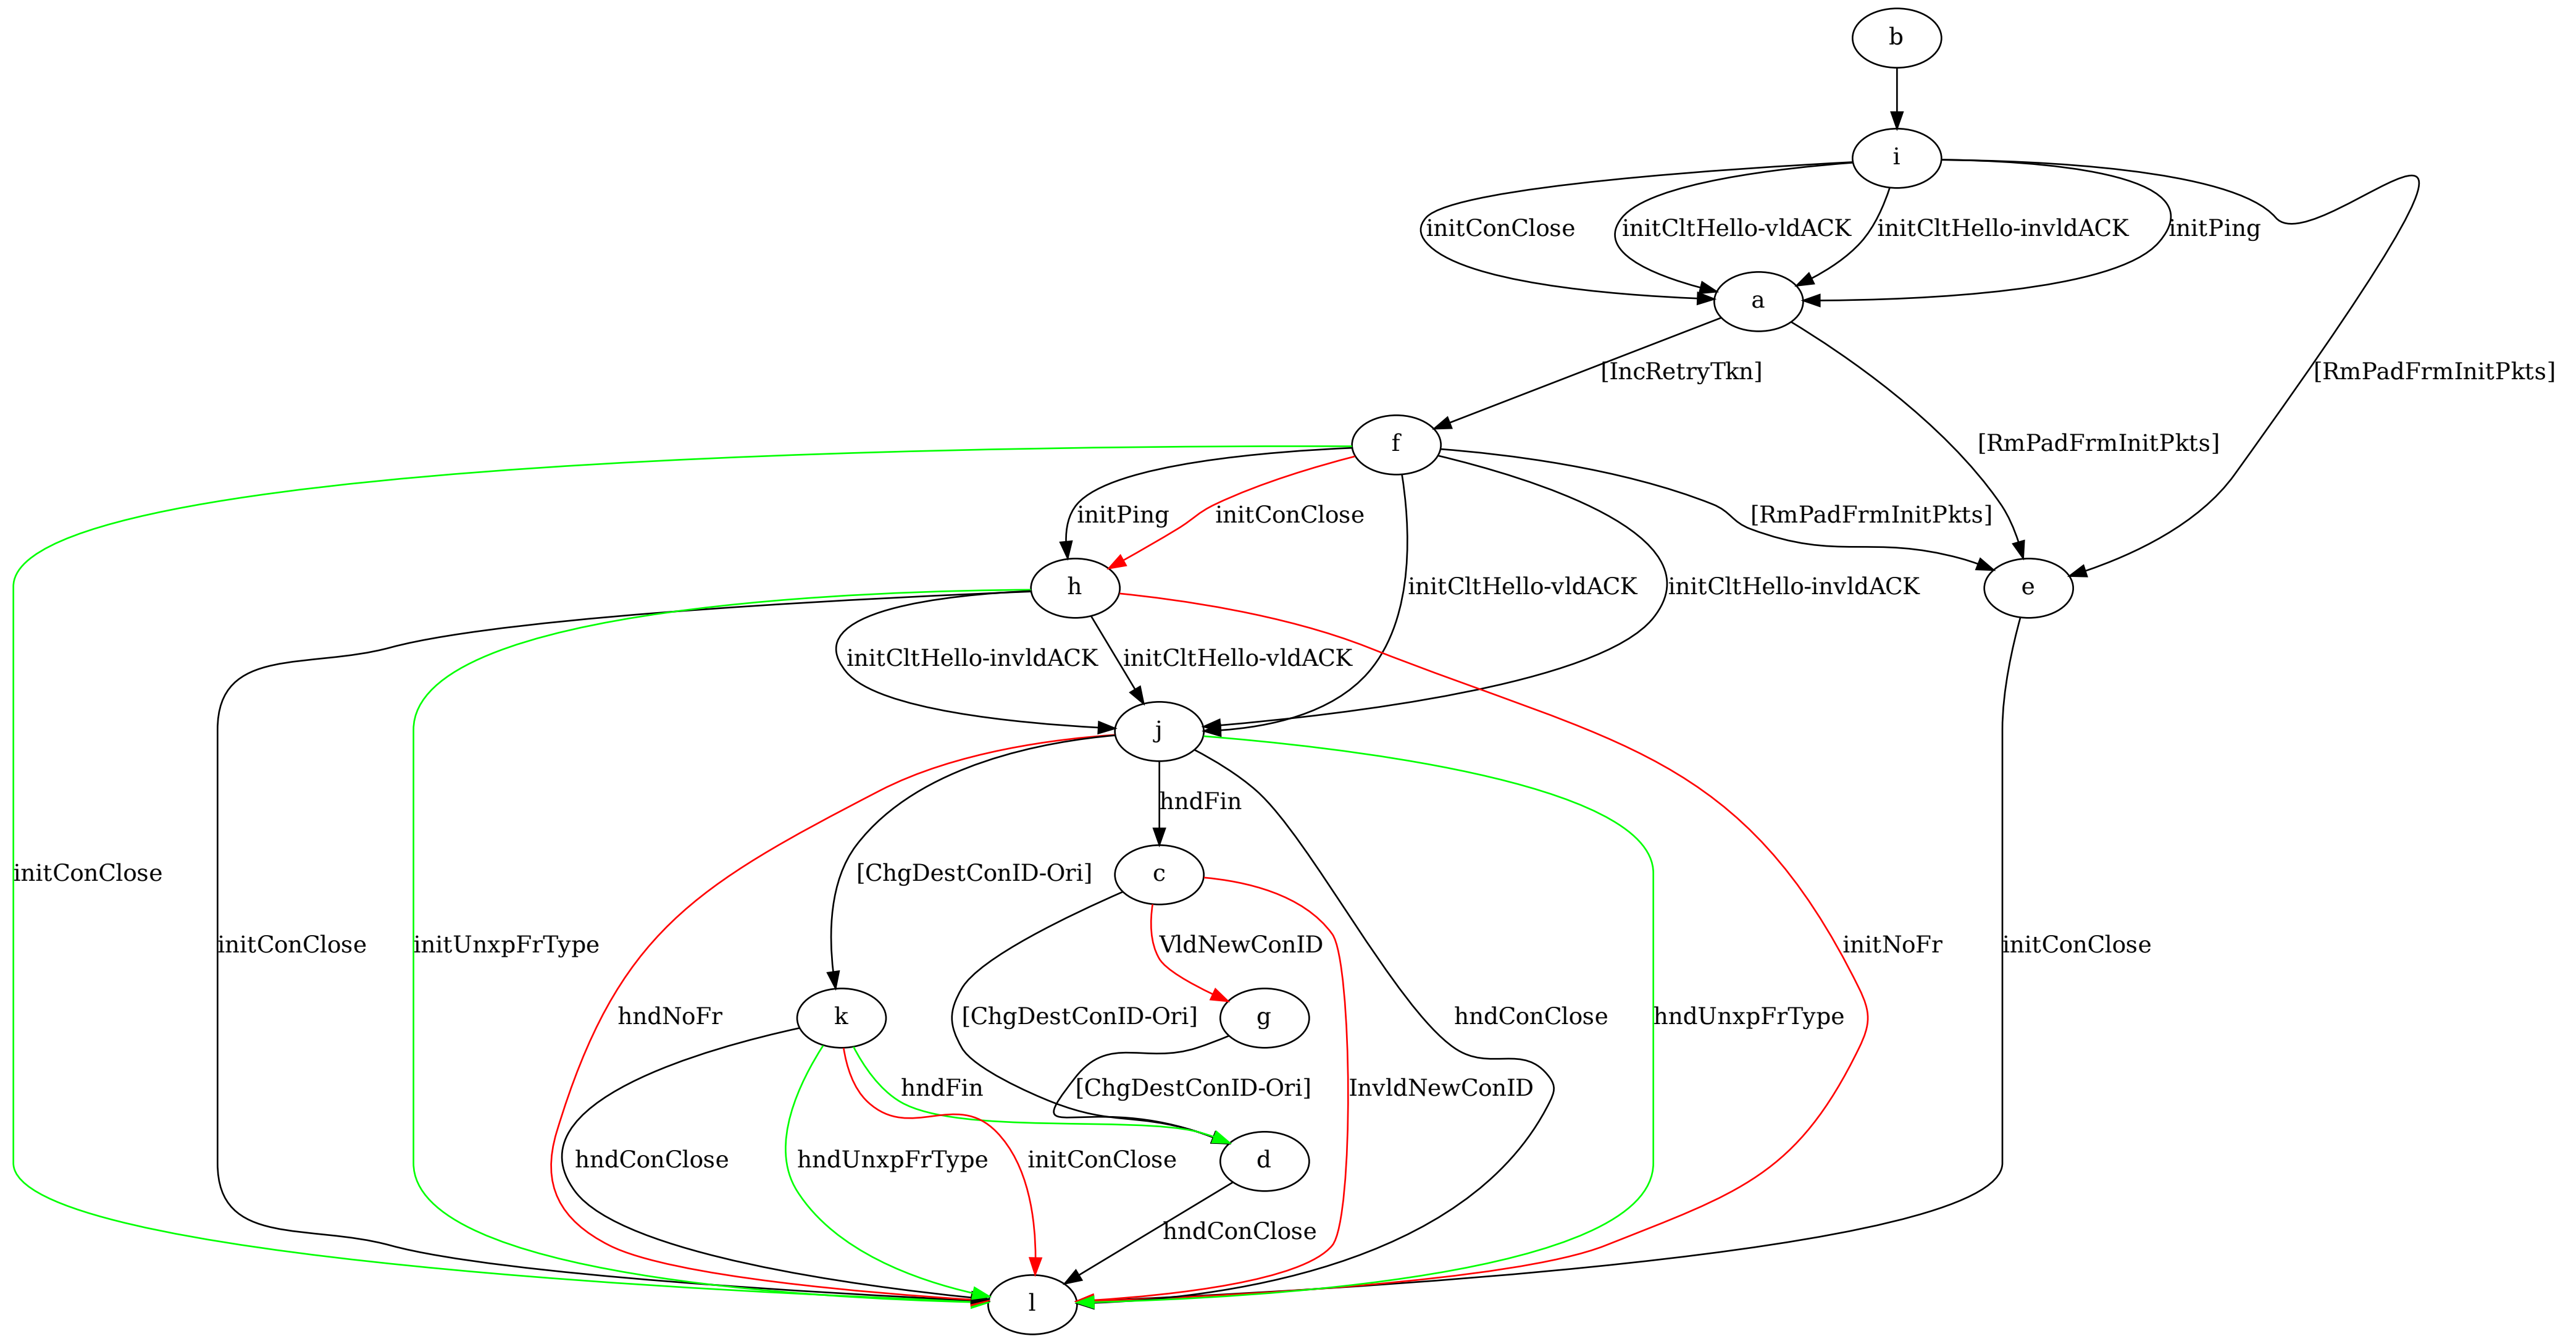 b
i
initConClose
initCltHello-vldACK
initCltHello-invldACK
initPing
a
[IncRetryTkn]
[RmPadFrmInitPkts]
f
[RmPadFrmInitPkts]
initPing
initConClose
[RmPadFrmInitPkts]
h
initCltHello-vldACK
initCltHello-invldACK
e
initCltHello-invldACK
initCltHello-vldACK
j
hndFin
initConClose
[ChgDestConID-Ori]
c
initConClose
initUnxpFrType
VldNewConID
initNoFr
initConClose
hndNoFr
k
[ChgDestConID-Ori]
g
hndConClose
hndUnxpFrType
hndFin
[ChgDestConID-Ori]
InvldNewConID
hndConClose
hndUnxpFrType
initConClose
d
hndConClose
l